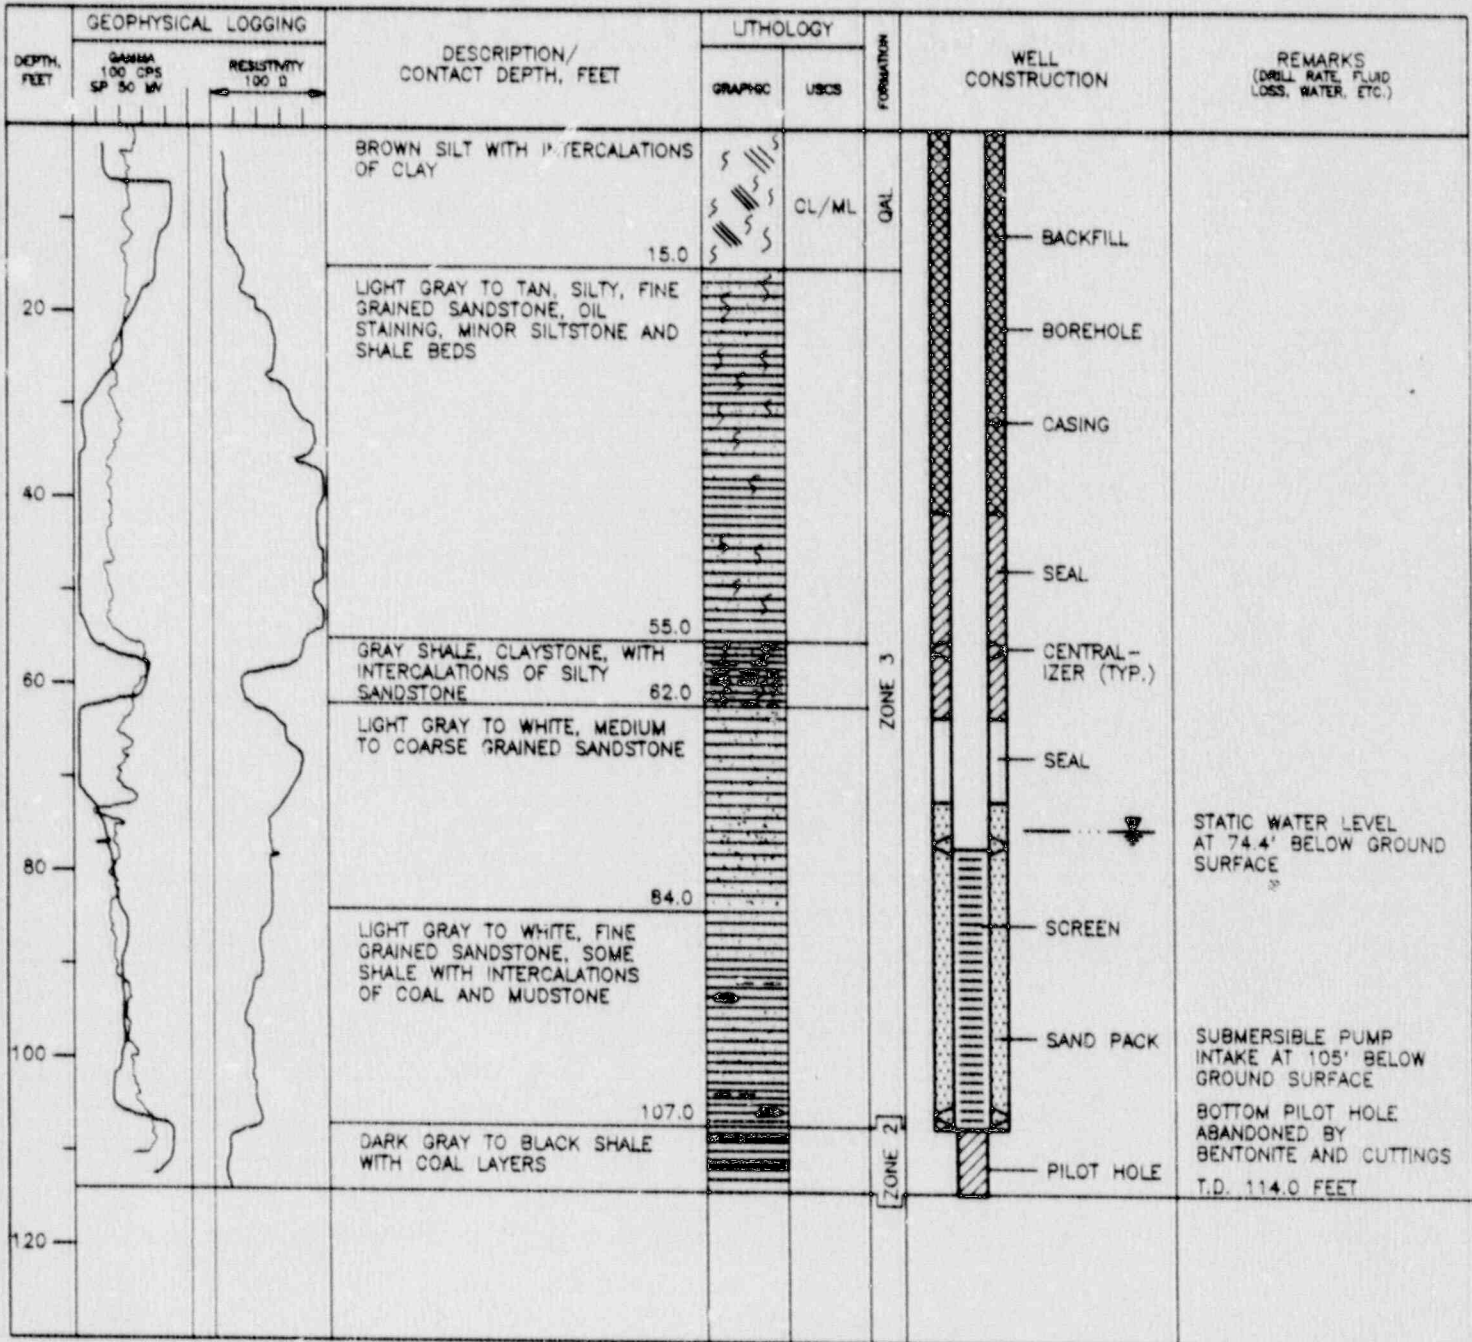 GEOPHYSICAL LOGGING
DEPTH,
FEET
GAMMA
100 CPS
SP 50 MV
RESISTIVITY
100 Ω
DESCRIPTION/
CONTACT DEPTH, FEET
LITHOLOGY
GRAPHIC
USCS
FORMATION
WELL
CONSTRUCTION
REMARKS
(DRILL RATE, FLUID
LOSS, WATER, ETC.)
BROWN SILT WITH INTERCALATIONS
OF CLAY
15.0
CL/ML
QAL
LIGHT GRAY TO TAN, SILTY, FINE
GRAINED SANDSTONE, OIL
STAINING, MINOR SILTSTONE AND
SHALE BEDS
55.0
GRAY SHALE, CLAYSTONE, WITH
INTERCALATIONS OF SILTY
SANDSTONE
62.0
LIGHT GRAY TO WHITE, MEDIUM
TO COARSE GRAINED SANDSTONE
84.0
LIGHT GRAY TO WHITE, FINE
GRAINED SANDSTONE, SOME
SHALE WITH INTERCALATIONS
OF COAL AND MUDSTONE
107.0
DARK GRAY TO BLACK SHALE
WITH COAL LAYERS
20
40
60
80
100
120
ZONE 3
ZONE 2
BACKFILL
BOREHOLE
CASING
SEAL
CENTRAL-
IZER (TYP.)
SEAL
SCREEN
SAND PACK
PILOT HOLE
STATIC WATER LEVEL
AT 74.4' BELOW GROUND
SURFACE
SUBMERSIBLE PUMP
INTAKE AT 105' BELOW
GROUND SURFACE
BOTTOM PILOT HOLE
ABANDONED BY
BENTONITE AND CUTTINGS
T.D. 114.0 FEET